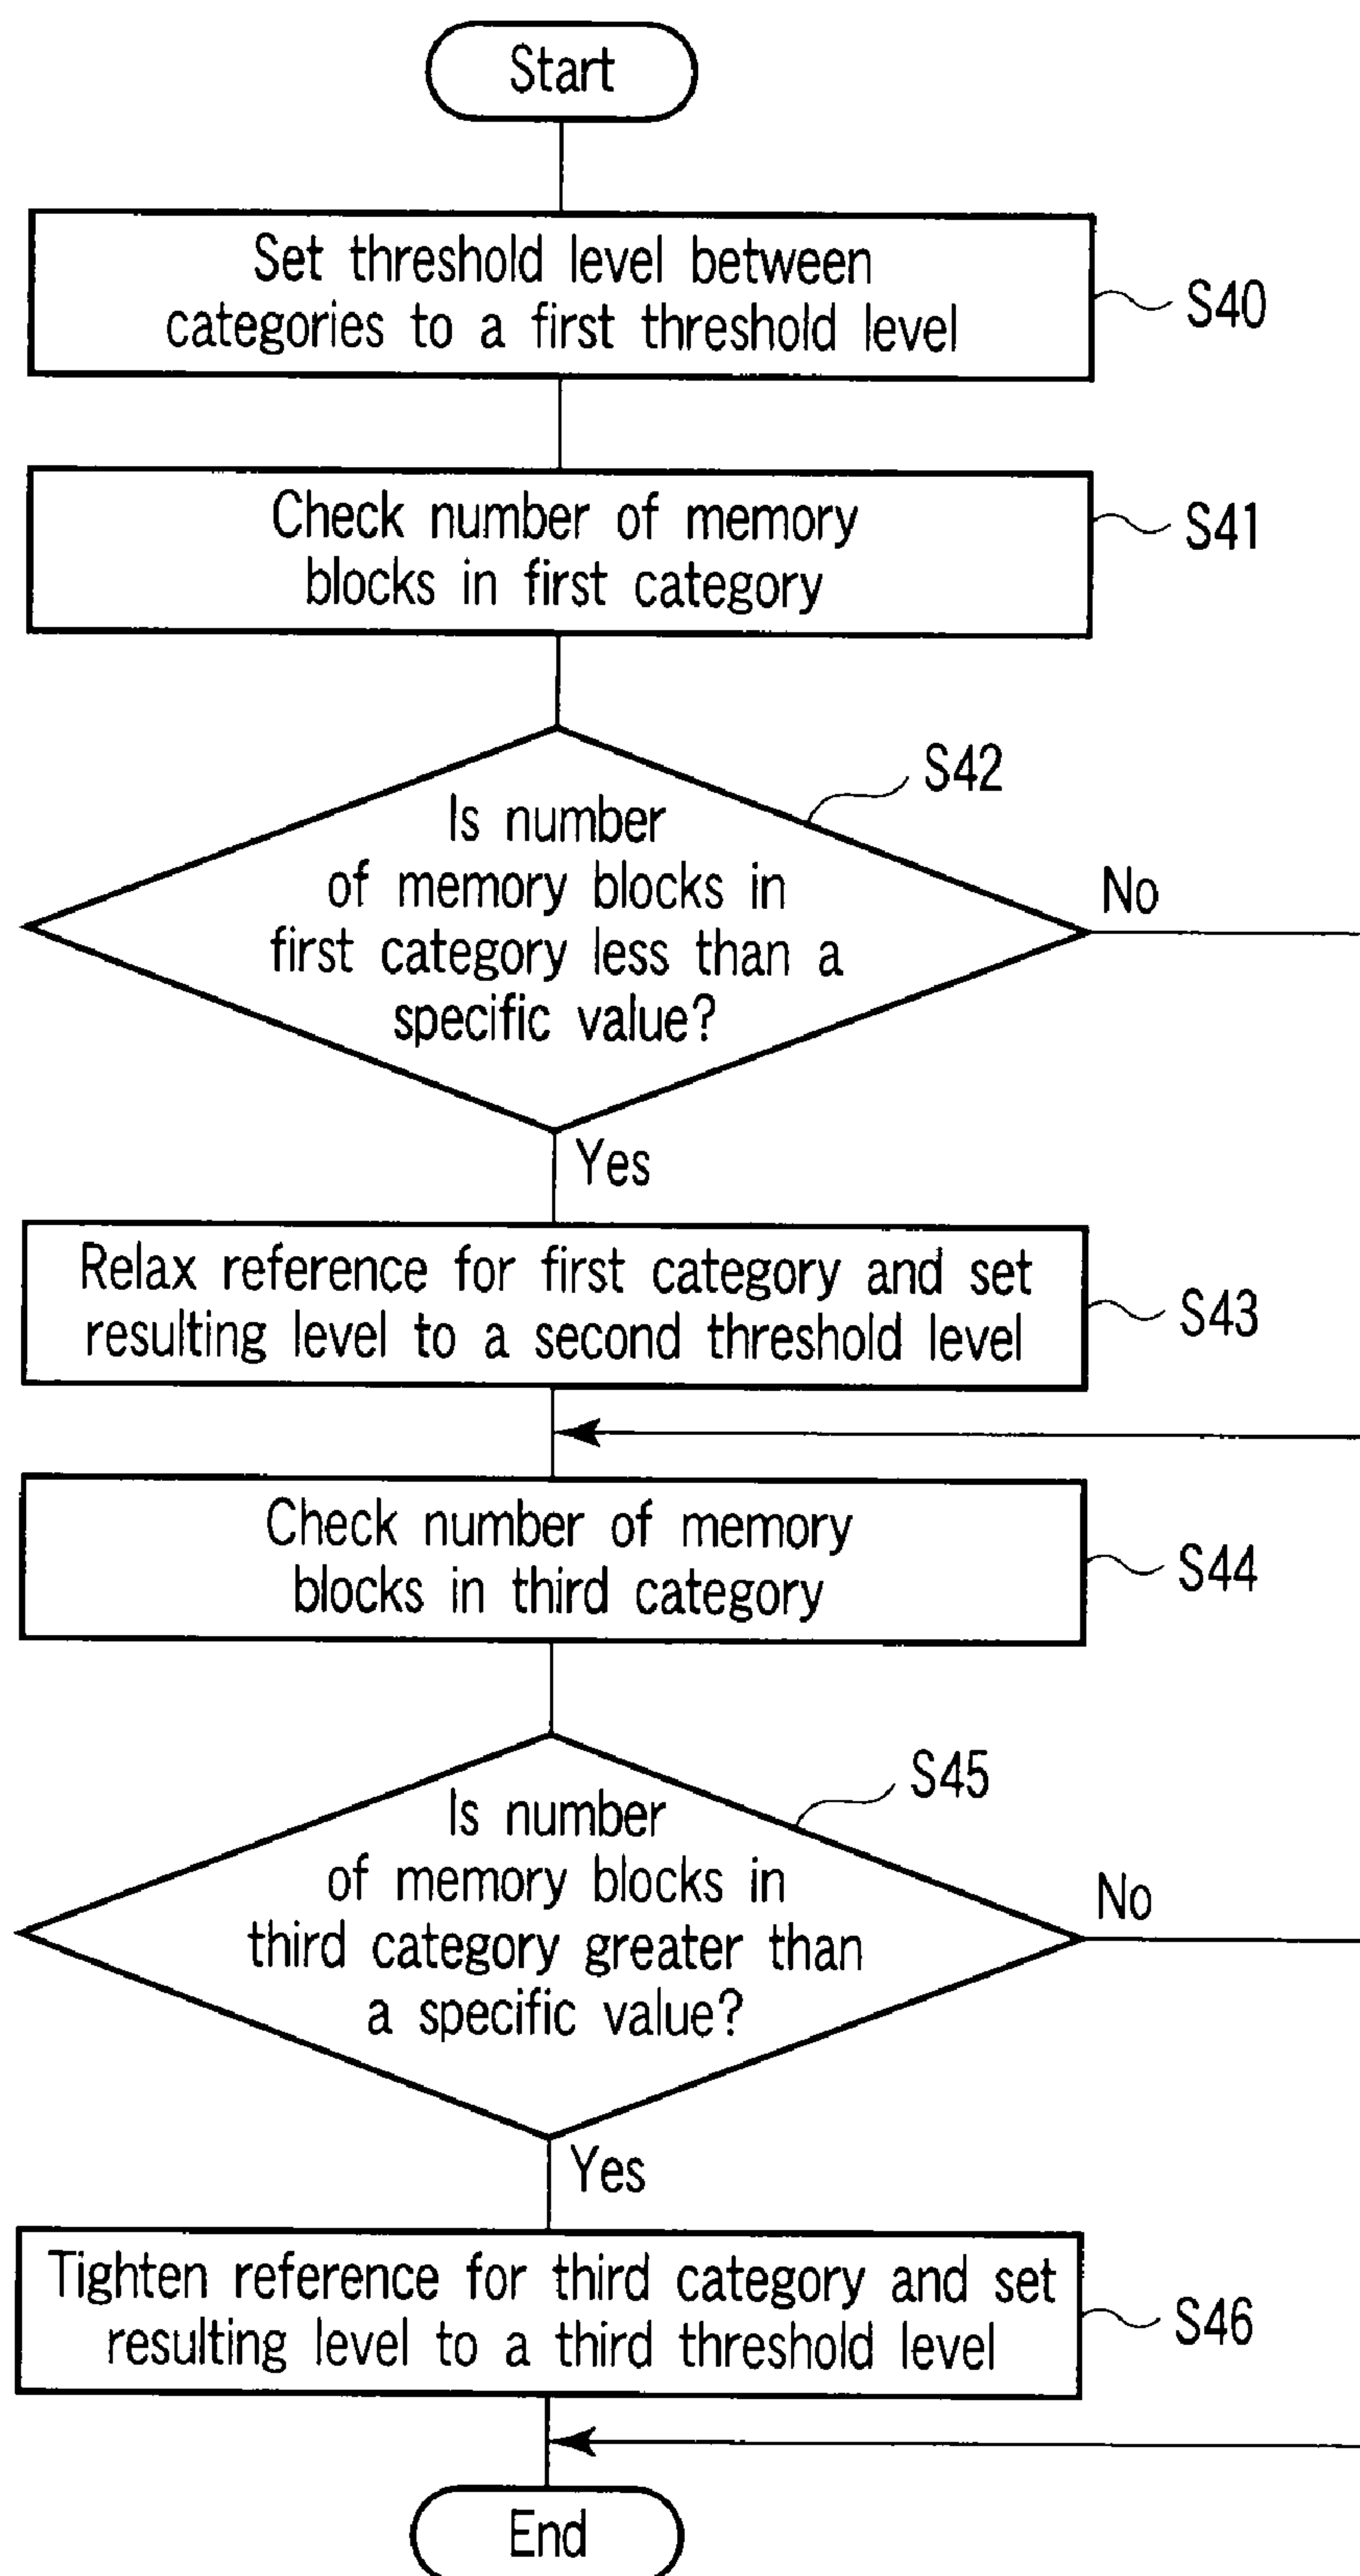 Start
Set threshold level between
categories to a first threshold level
S40
Check number of memory
blocks in first category
S41
S42
Is number
of memory blocks in
first category less than a
specific value?
No
Yes
Relax reference for first category and set
resulting level to a second threshold level
S43
Check number of memory
blocks in third category
S44
S45
Is number
of memory blocks in
third category greater than
a specific value?
No
Yes
Tighten reference for third category and set
resulting level to a third threshold level
S46
End